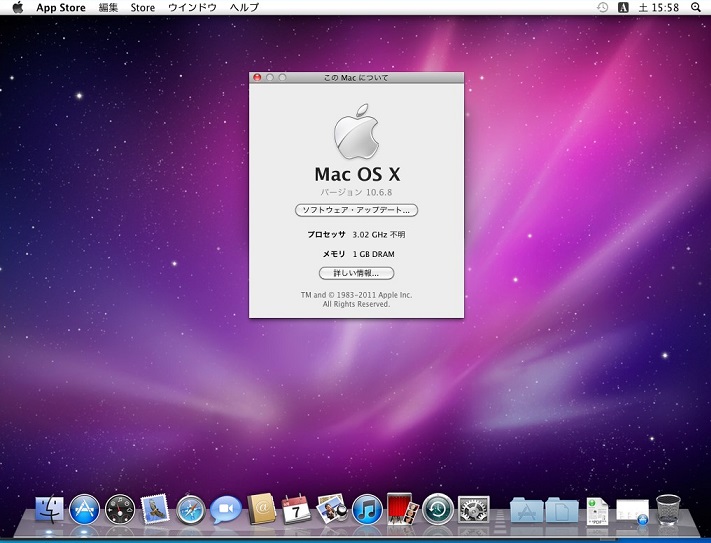 App Store 編集 Store ウインドウ ヘルプ A 土 15:58
この Mac について
Mac OS X
バージョン 10.6.8
ソフトウェア・アップデート...
プロセッサ 3.02 GHz 不明
メモリ 1 GB DRAM
詳しい情報...
TM and © 1983-2011 Apple Inc.
All Rights Reserved.
7